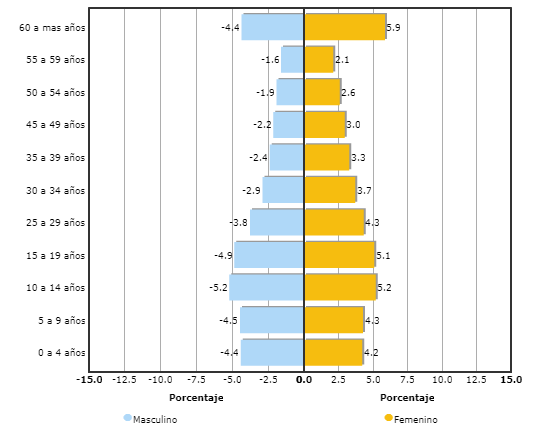 60 a mas años -4.4 5.9
55 a 59 años -1.6 2.1
50 a 54 años -1.9 2.6
45 a 49 años -2.2 3.0
35 a 39 años -2.4 3.3
30 a 34 años -2.9 3.7
25 a 29 años -3.8 4.3
15 a 19 años -4.9 5.1
10 a 14 años -5.2 5.2
5 a 9 años -4.5 4.3
0 a 4 años -4.4 4.2
-15.0 -12.5 -10.0 -7.5 -5.0 -2.5 0.0 2.5 5.0 7.5 10.0 12.5 15.0
Porcentaje Porcentaje
Masculino Femenino